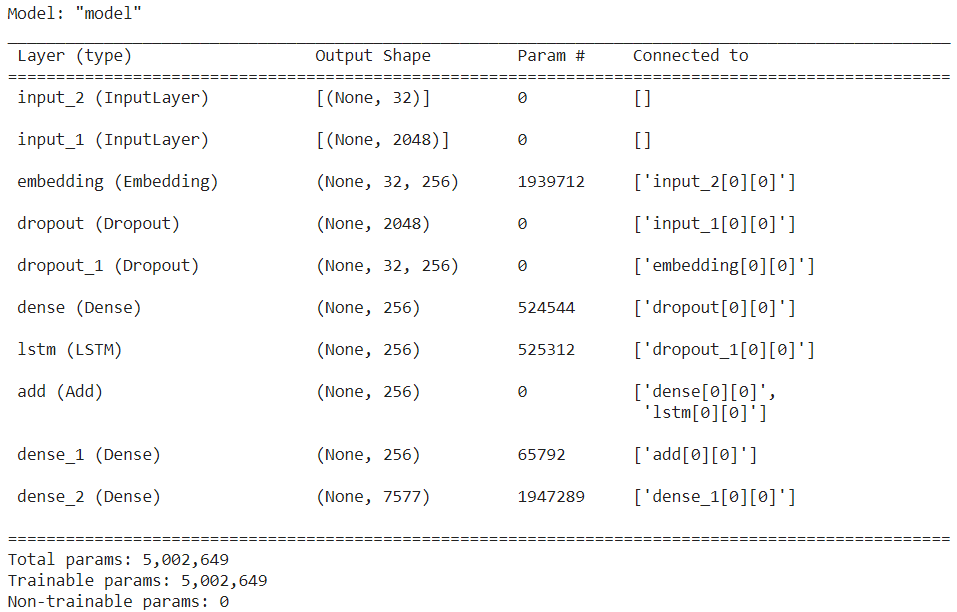 Model: "model"
__________________________________________________________________________________________________
Layer (type) Output Shape Param # Connected to
==================================================================================================
input_2 (InputLayer) [(None, 32)] 0 []
input_1 (InputLayer) [(None, 2048)] 0 []
embedding (Embedding) (None, 32, 256) 1939712 ['input_2[0][0]']
dropout (Dropout) (None, 2048) 0 ['input_1[0][0]']
dropout_1 (Dropout) (None, 32, 256) 0 ['embedding[0][0]']
dense (Dense) (None, 256) 524544 ['dropout[0][0]']
lstm (LSTM) (None, 256) 525312 ['dropout_1[0][0]']
add (Add) (None, 256) 0 ['dense[0][0]',
'lstm[0][0]']
dense_1 (Dense) (None, 256) 65792 ['add[0][0]']
dense_2 (Dense) (None, 7577) 1947289 ['dense_1[0][0]']
==================================================================================================
Total params: 5,002,649
Trainable params: 5,002,649
Non-trainable params: 0